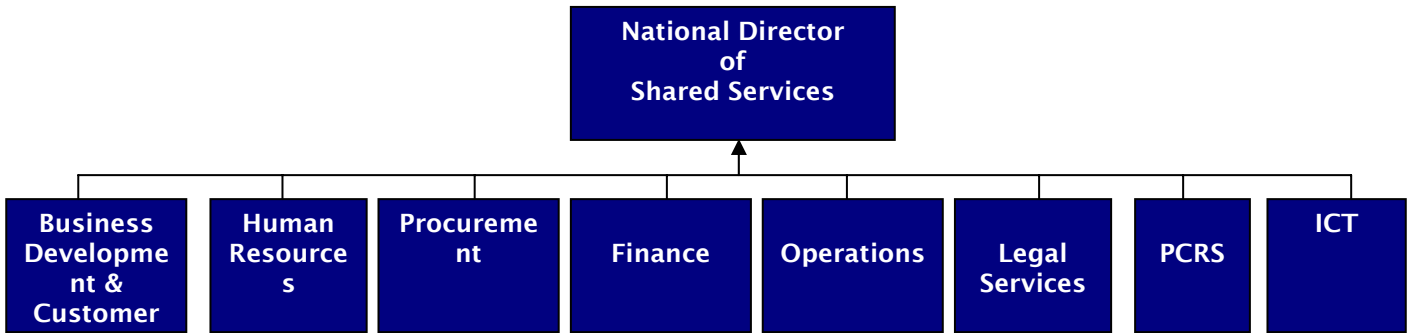 National Director
of
Shared Services
Business
Developme
nt &
Customer
Human
Resource
s
Procureme
nt
Finance
Operations
Legal
Services
PCRS
ICT